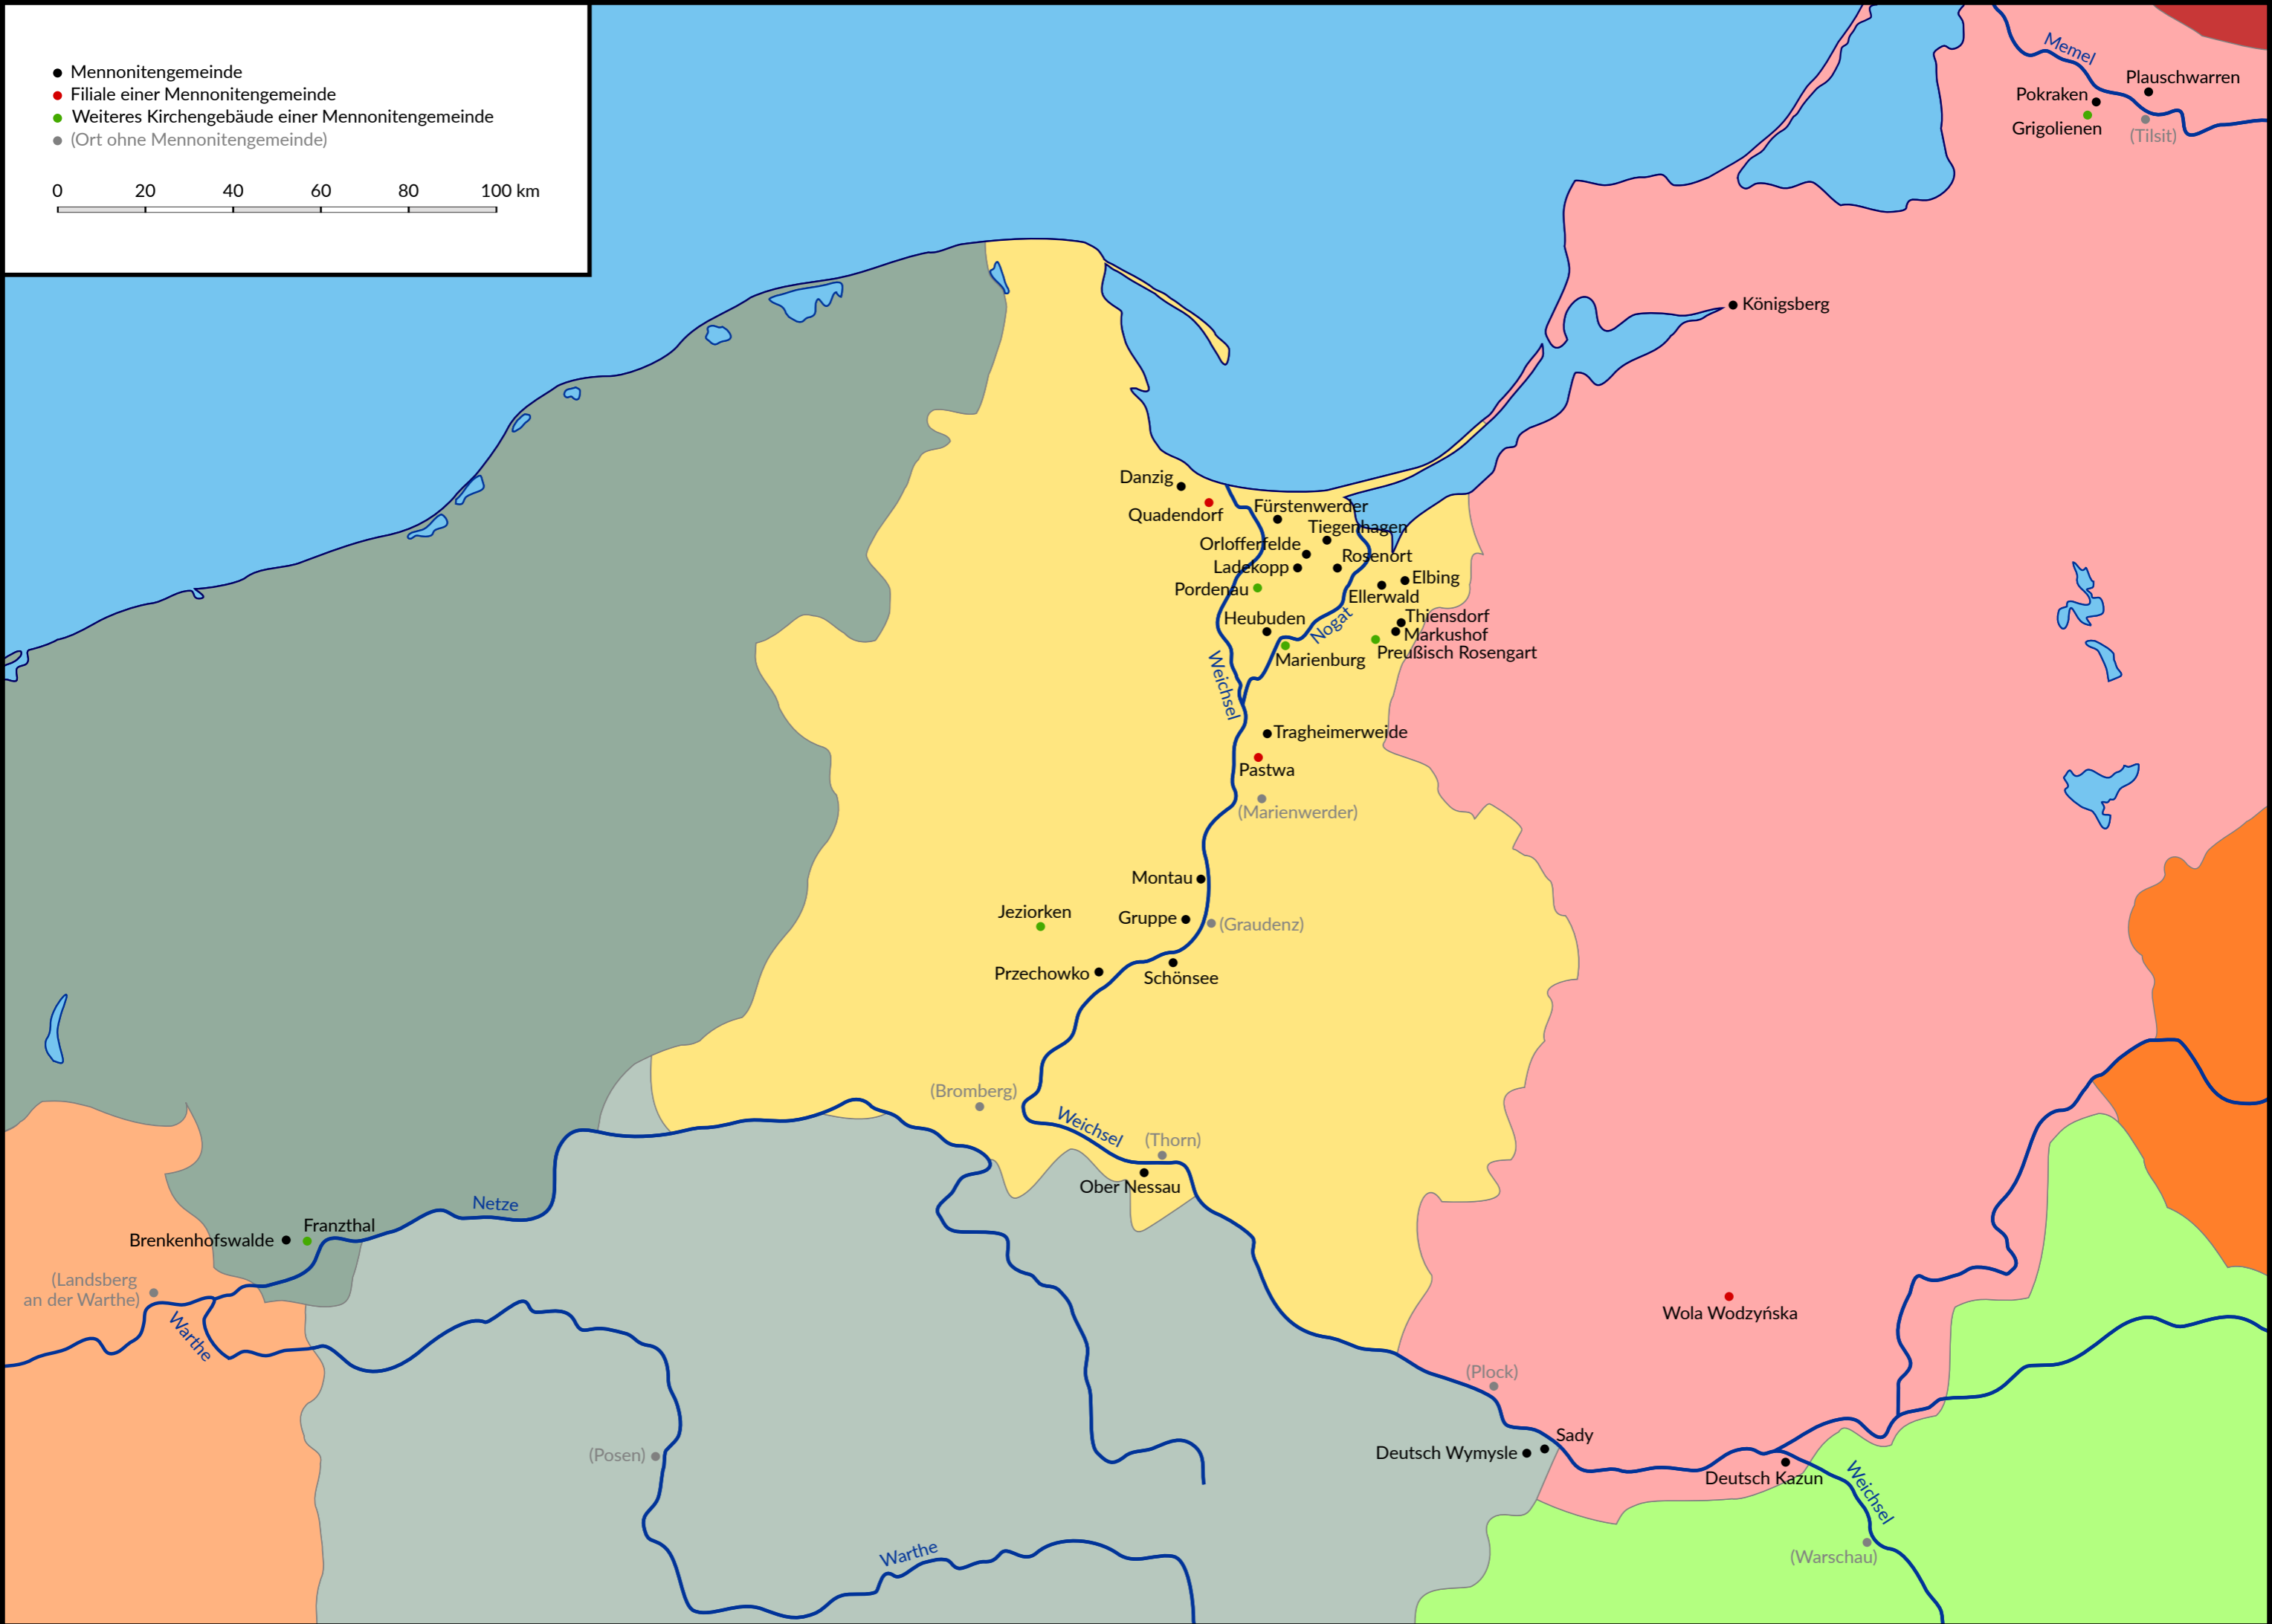 Mennonitengemeinde
Filiale einer Mennonitengemeinde
Weiteres Kirchengebäude einer Mennonitengemeinde
(Ort ohne Mennonitengemeinde)
0 20 40 60 80 100 km
Memel
Plauschwarren
Pokraken
Grigolienen
(Tilsit)
Königsberg
Danzig
Quadendorf
Fürstenwerder
Tiegenhagen
Orlofferfelde
Rosenort
Ladekopp
Elbing
Pordenau
Ellerwald
Heubuden
Nogat
Thiensdorf
Markushof
Preußisch Rosengart
Marienburg
Weichsel
Tragheimerweide
Pastwa
(Marienwerder)
Montau
Jeziorken
Gruppe
(Graudenz)
Przechowko
Schönsee
(Bromberg)
Weichsel
(Thorn)
Ober Nessau
Netze
Franzthal
Brenkenhofswalde
(Landsberg
an der Warthe)
Warthe
Wola Wodzyńska
(Plock)
Sady
Deutsch Wymysle
(Posen)
Deutsch Kazun
Weichsel
Warthe
(Warschau)